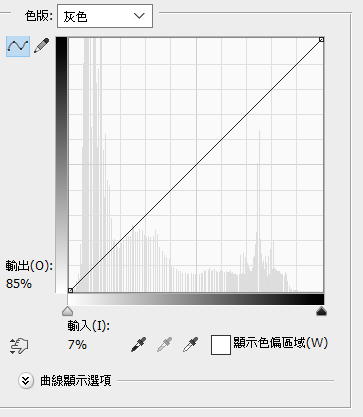 色版: 灰色
輸出(O):
85%
輸入(I):
7%
顯示色偏區域(W)
曲線顯示選項